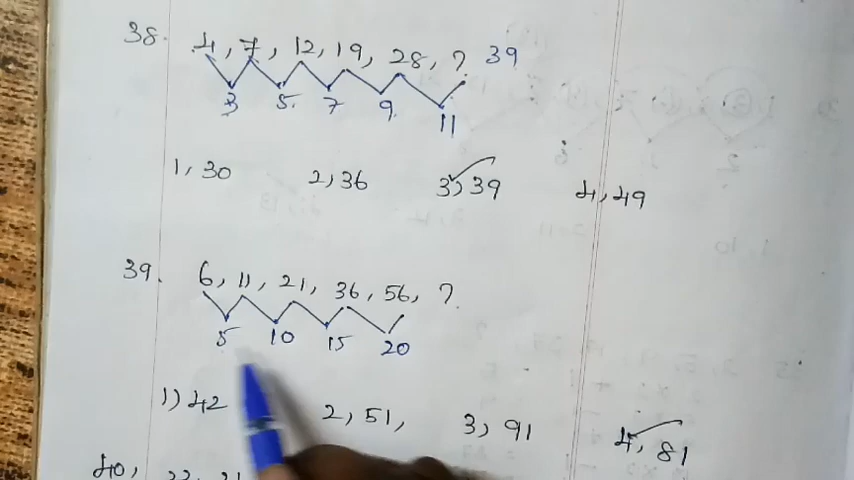 38. 4, 7, 12, 19, 28, ? 39
3 5 7 9 11
1, 30 2, 36 3) 39 4, 49
39. 6, 11, 21, 36, 56, ?
5 10 15 20
1) 42 2, 51, 3, 91 4, 81
40,